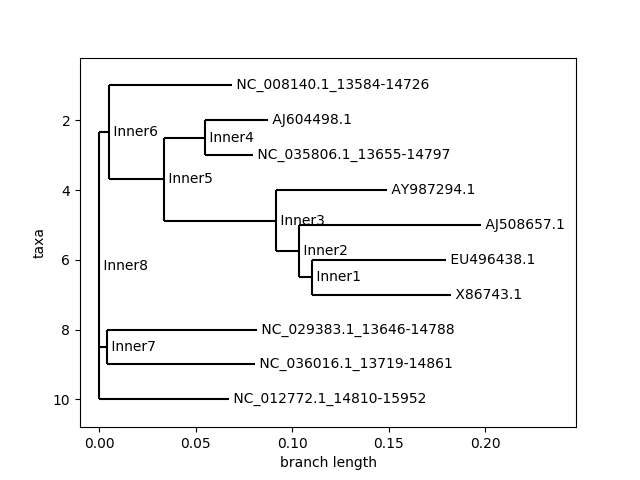 NC_008140.1_13584-14726
2
AJ604498.1
Inner6
Inner4
NC_035806.1_13655-14797
Inner5
4
AY987294.1
Inner3
AJ508657.1
taxa
Inner2
6
EU496438.1
Inner8
Inner1
X86743.1
8
NC_029383.1_13646-14788
Inner7
NC_036016.1_13719-14861
10
NC_012772.1_14810-15952
0.00 0.05 0.10 0.15 0.20
branch length